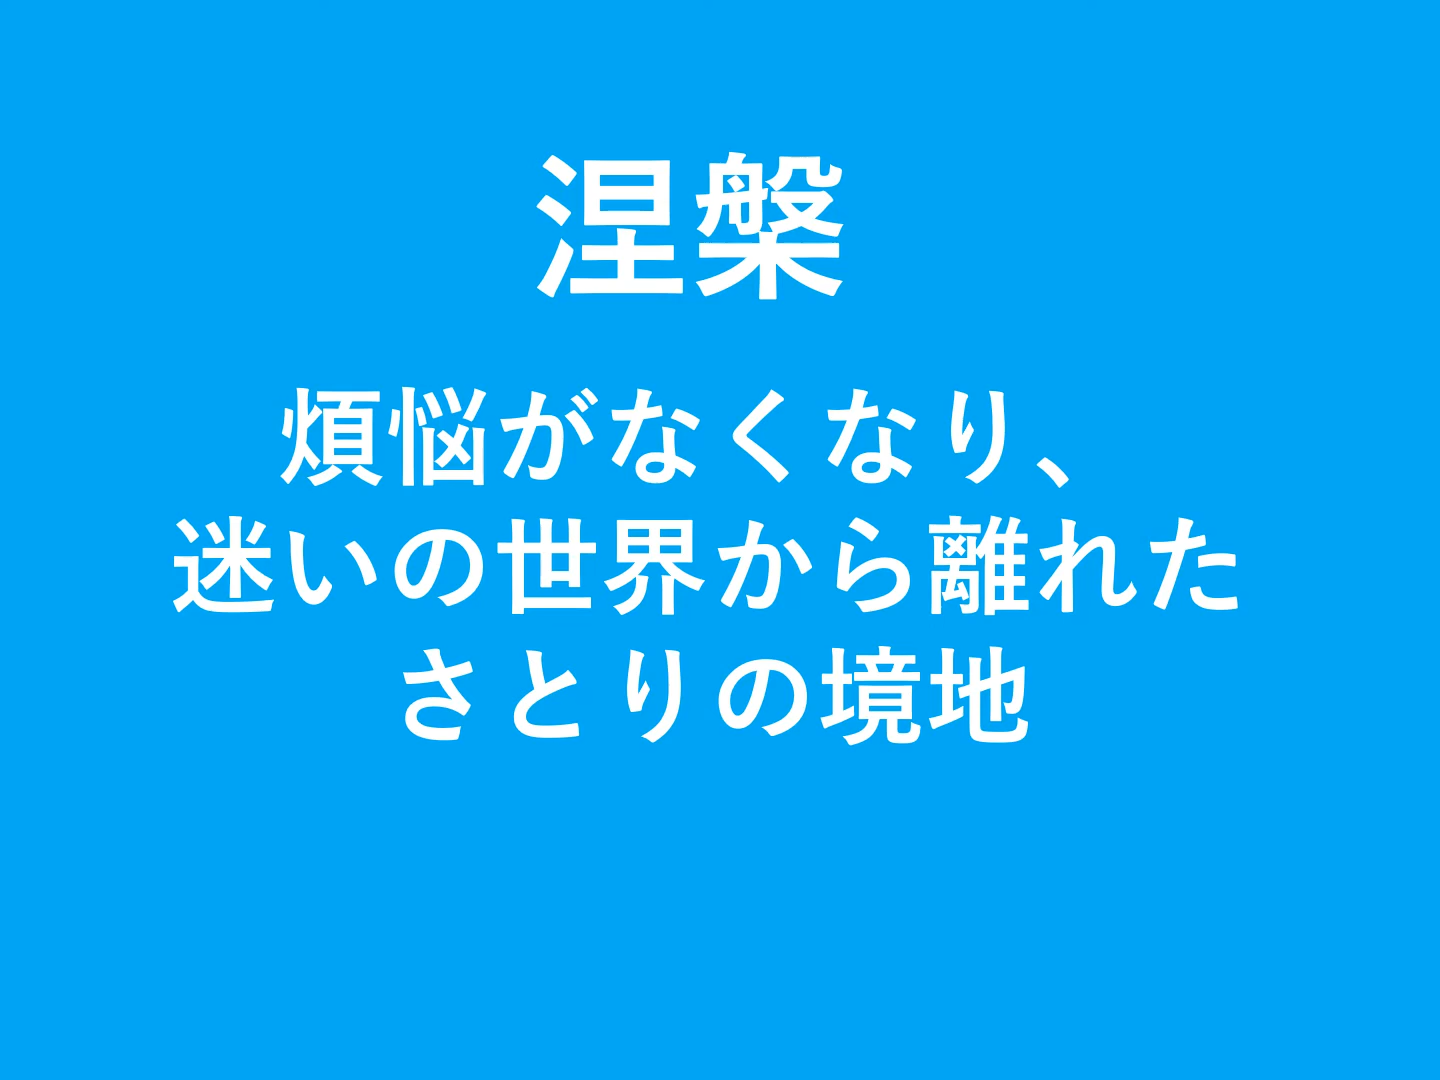 涅槃
煩悩がなくなり、
迷いの世界から離れた
さとりの境地